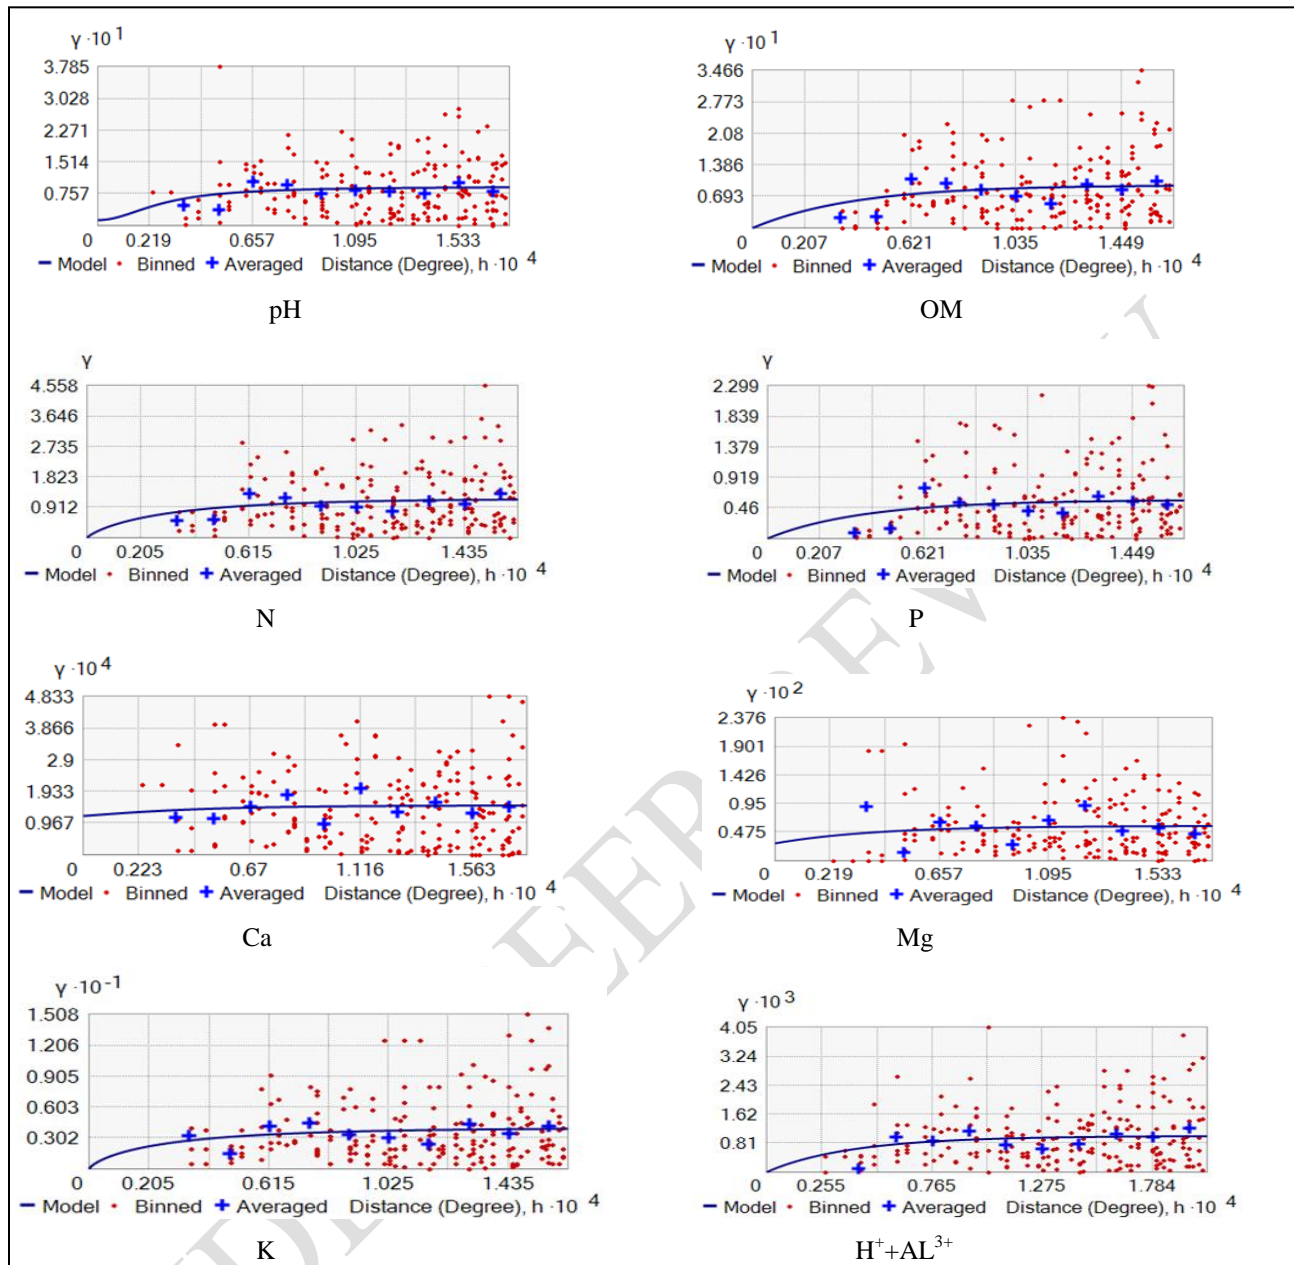 γ · 10 1
3.785
3.028
2.271
1.514
0.757
0 0.219 0.657 1.095 1.533
Model Binned Averaged Distance (Degree), h · 10 4
pH
γ · 10 1
3.466
2.773
2.08
1.386
0.693
0 0.207 0.621 1.035 1.449
Model Binned Averaged Distance (Degree), h · 10 4
OM
γ
4.558
3.646
2.735
1.823
0.912
0 0.205 0.615 1.025 1.435
Model Binned Averaged Distance (Degree), h · 10 4
N
γ
2.299
1.839
1.379
0.919
0.46
0 0.207 0.621 1.035 1.449
Model Binned Averaged Distance (Degree), h · 10 4
P
γ · 10 4
4.833
3.866
2.9
1.933
0.967
0 0.223 0.67 1.116 1.563
Model Binned Averaged Distance (Degree), h · 10 4
Ca
γ · 10 2
2.376
1.901
1.426
0.95
0.475
0 0.219 0.657 1.095 1.533
Model Binned Averaged Distance (Degree), h · 10 4
Mg
γ · 10 -1
1.508
1.206
0.905
0.603
0.302
0 0.205 0.615 1.025 1.435
Model Binned Averaged Distance (Degree), h · 10 4
K
γ · 10 3
4.05
3.24
2.43
1.62
0.81
0 0.255 0.765 1.275 1.784
Model Binned Averaged Distance (Degree), h · 10 4
H⁺+AL³⁺